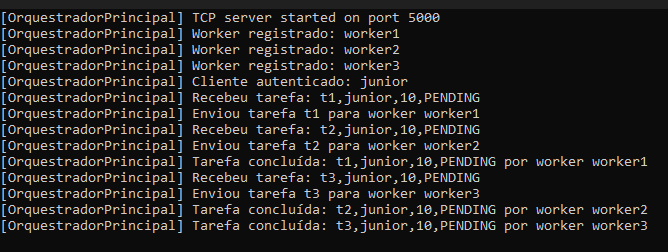 [OrquestradorPrincipal] TCP server started on port 5000
[OrquestradorPrincipal] Worker registrado: worker1
[OrquestradorPrincipal] Worker registrado: worker2
[OrquestradorPrincipal] Worker registrado: worker3
[OrquestradorPrincipal] Cliente autenticado: junior
[OrquestradorPrincipal] Recebeu tarefa: t1,junior,10,PENDING
[OrquestradorPrincipal] Enviou tarefa t1 para worker worker1
[OrquestradorPrincipal] Recebeu tarefa: t2,junior,10,PENDING
[OrquestradorPrincipal] Enviou tarefa t2 para worker worker2
[OrquestradorPrincipal] Tarefa concluída: t1,junior,10,PENDING por worker worker1
[OrquestradorPrincipal] Recebeu tarefa: t3,junior,10,PENDING
[OrquestradorPrincipal] Enviou tarefa t3 para worker worker3
[OrquestradorPrincipal] Tarefa concluída: t2,junior,10,PENDING por worker worker2
[OrquestradorPrincipal] Tarefa concluída: t3,junior,10,PENDING por worker worker3